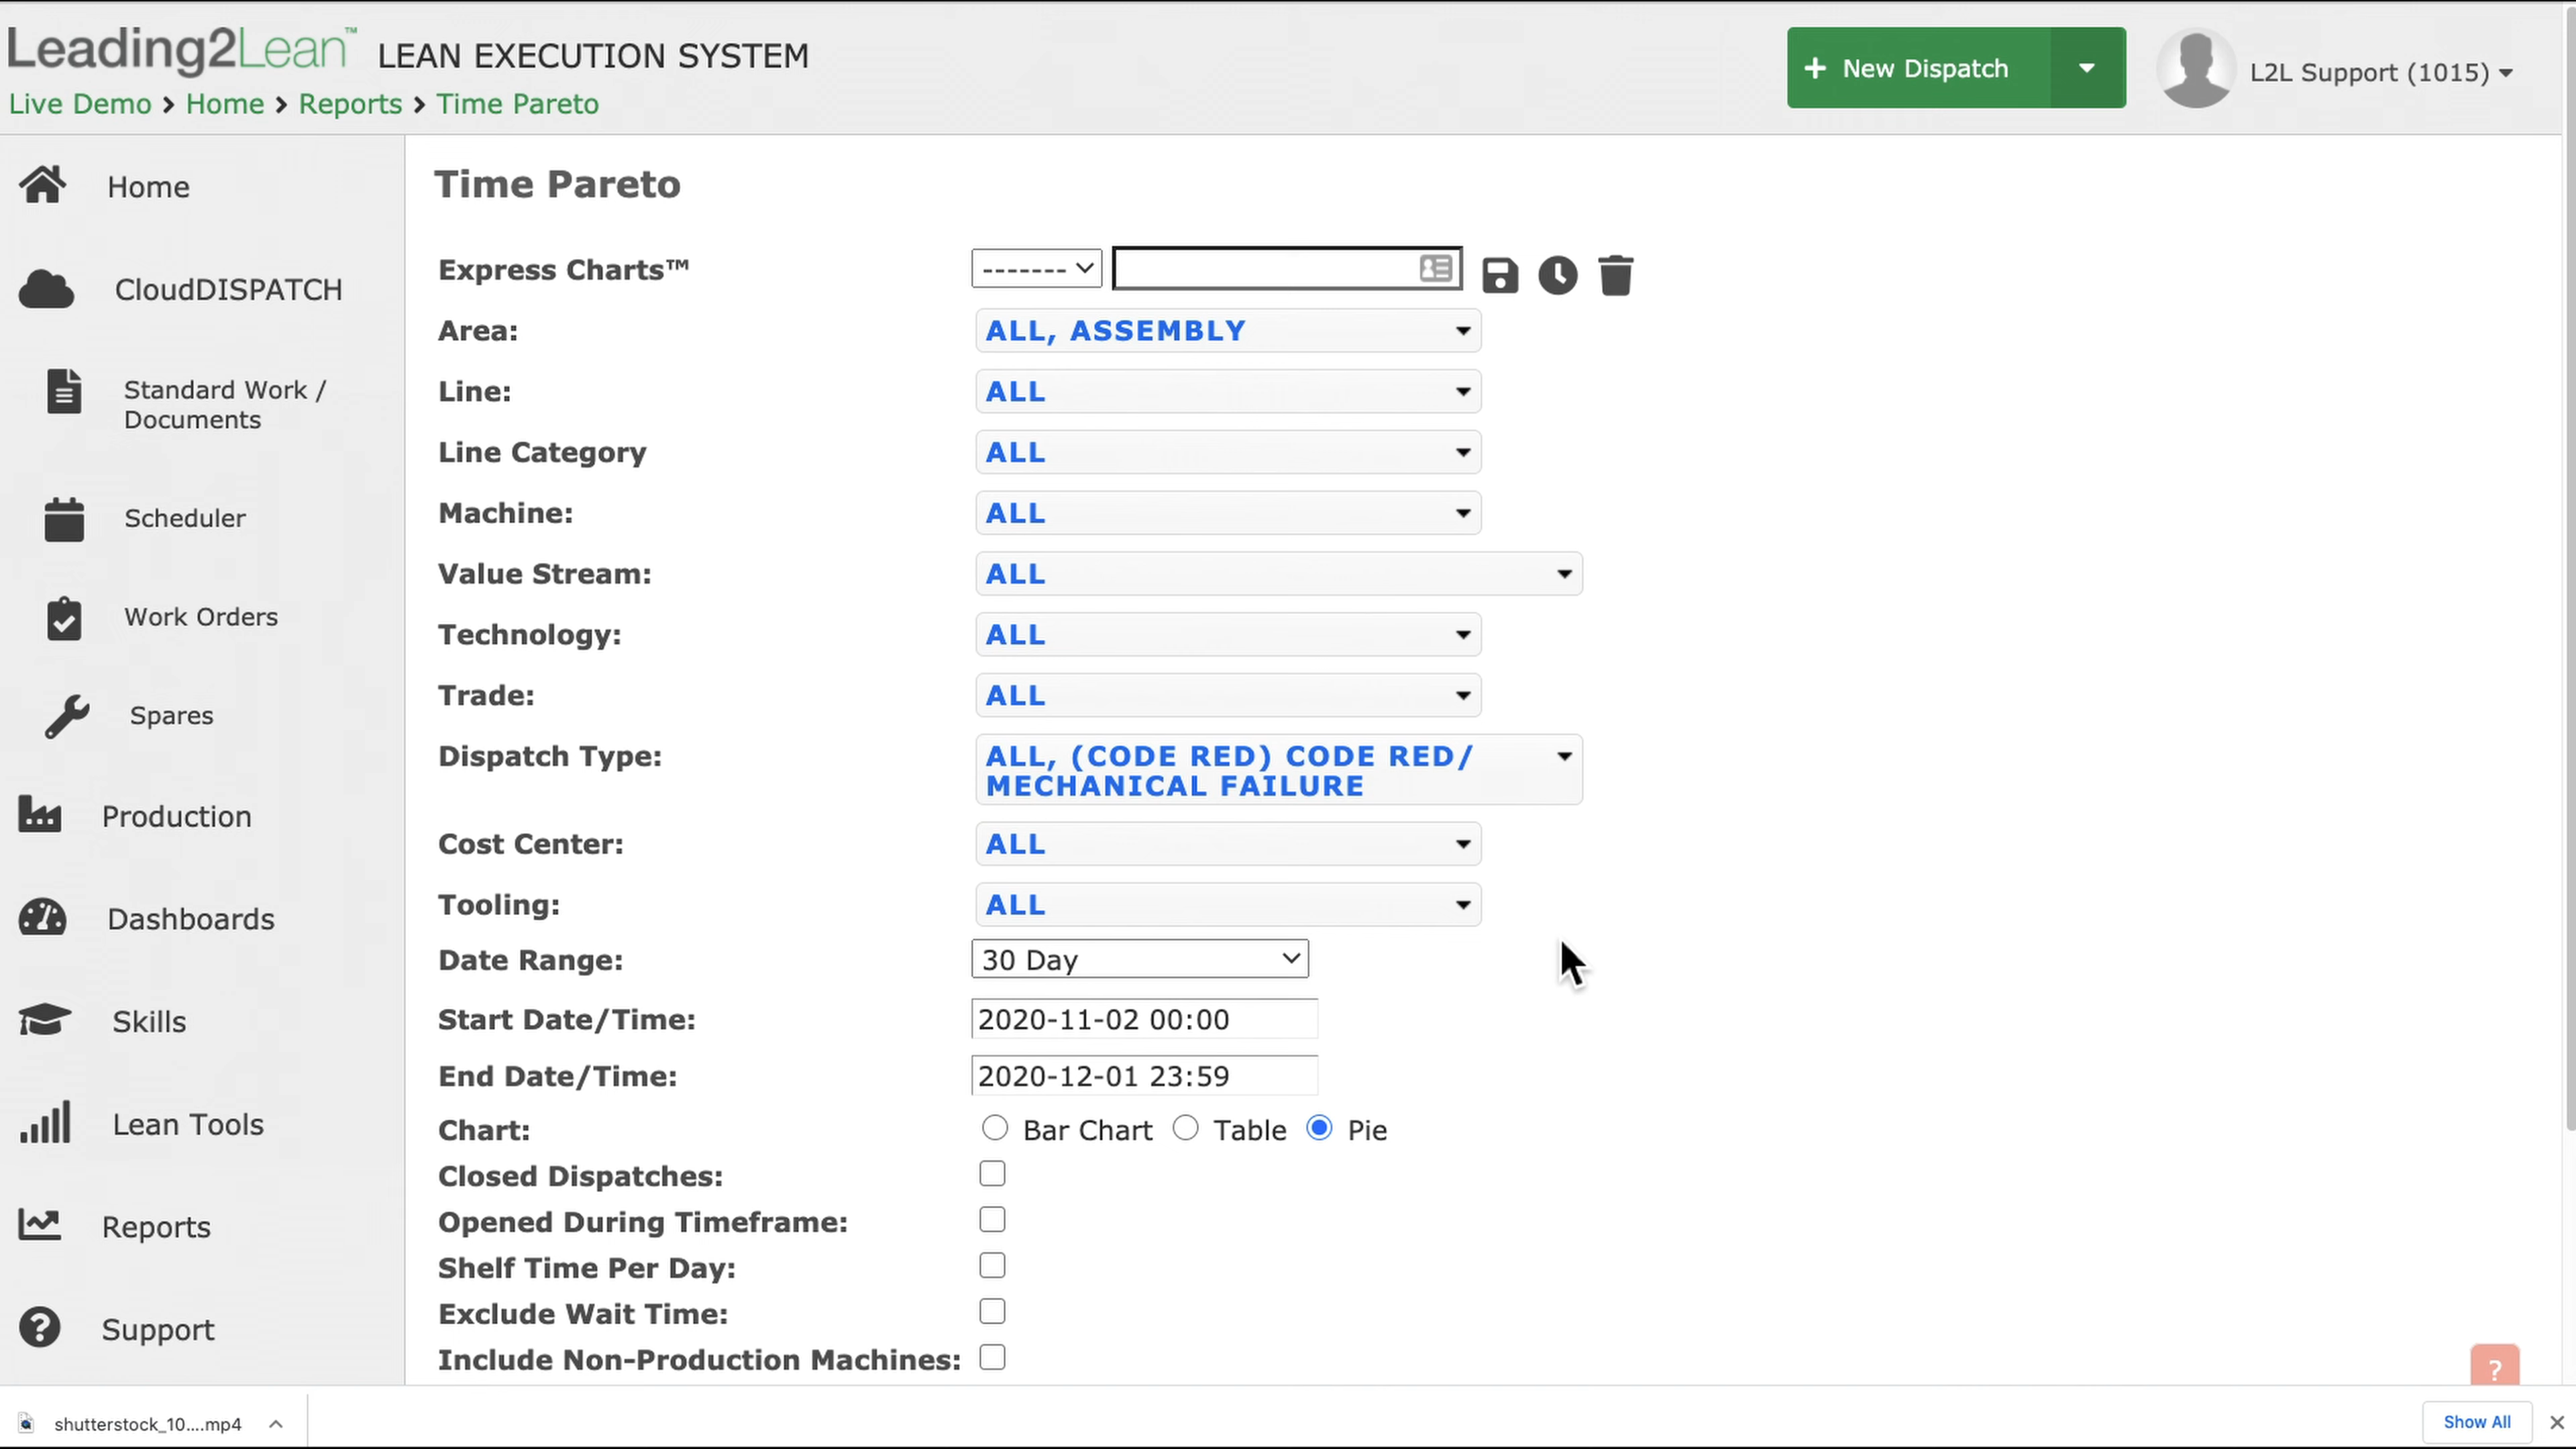 Leading2Lean™ LEAN EXECUTION SYSTEM
+ New Dispatch
L2L Support (1015)
Live Demo > Home > Reports > Time Pareto
Home
CloudDISPATCH
Standard Work /
Documents
Scheduler
Work Orders
Spares
Production
Dashboards
Skills
Lean Tools
Reports
Support
Time Pareto
Express Charts™ -------
Area: ALL, ASSEMBLY
Line: ALL
Line Category ALL
Machine: ALL
Value Stream: ALL
Technology: ALL
Trade: ALL
Dispatch Type: ALL, (CODE RED) CODE RED/
MECHANICAL FAILURE
Cost Center: ALL
Tooling: ALL
Date Range: 30 Day
Start Date/Time: 2020-11-02 00:00
End Date/Time: 2020-12-01 23:59
Chart: Bar Chart Table Pie
Closed Dispatches:
Opened During Timeframe:
Shelf Time Per Day:
Exclude Wait Time:
Include Non-Production Machines:
?
shutterstock_10....mp4
Show All